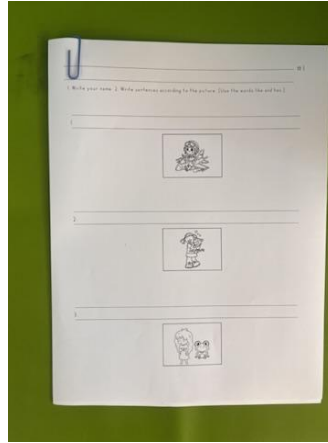 1. Write your name. 2. Write sentences according to the picture. (Use the words like and has.)
1.
2.
3.